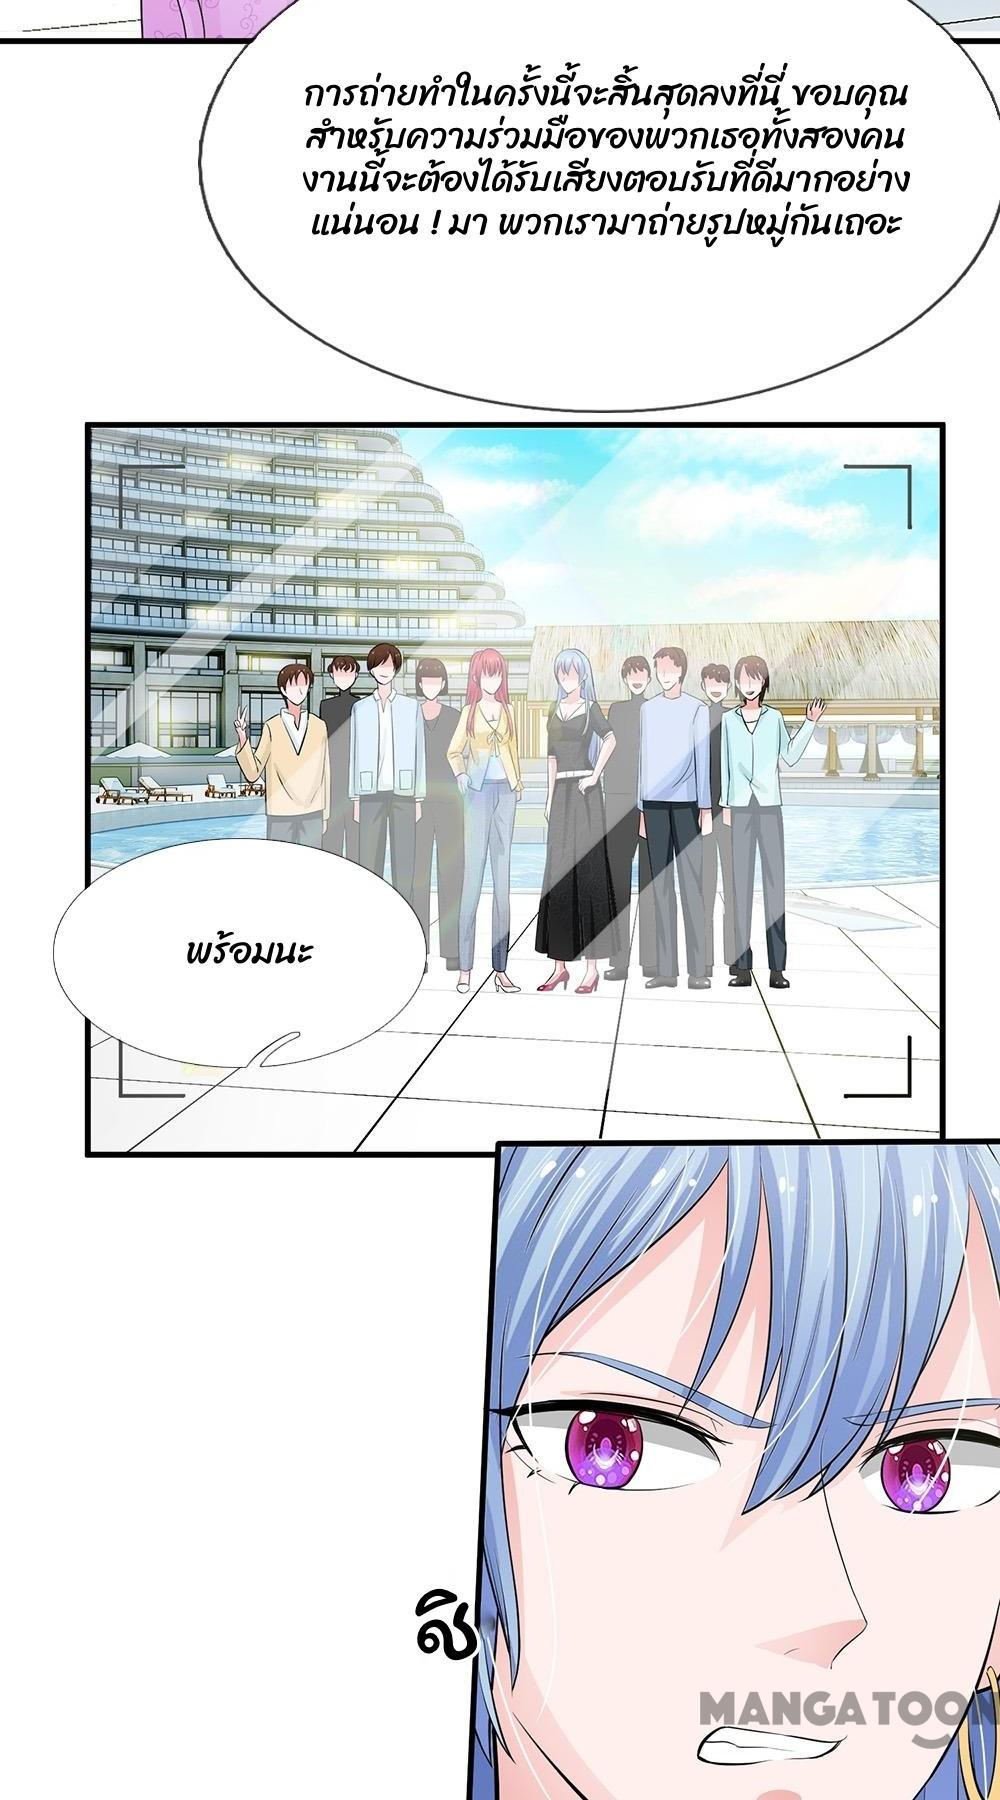 การถ่ายทำในครั้งนี้จะสิ้นสุดลงที่นี่ ขอบคุณ
สำหรับความร่วมมือของพวกเธอทั้งสองคน
งานนี้จะต้องได้รับเสียงตอบรับที่ดีมากอย่าง
แน่นอน ! มา พวกเรามาถ่ายรูปหมู่กันเถอะ
พร้อมนะ
ลิ
MANGATOON